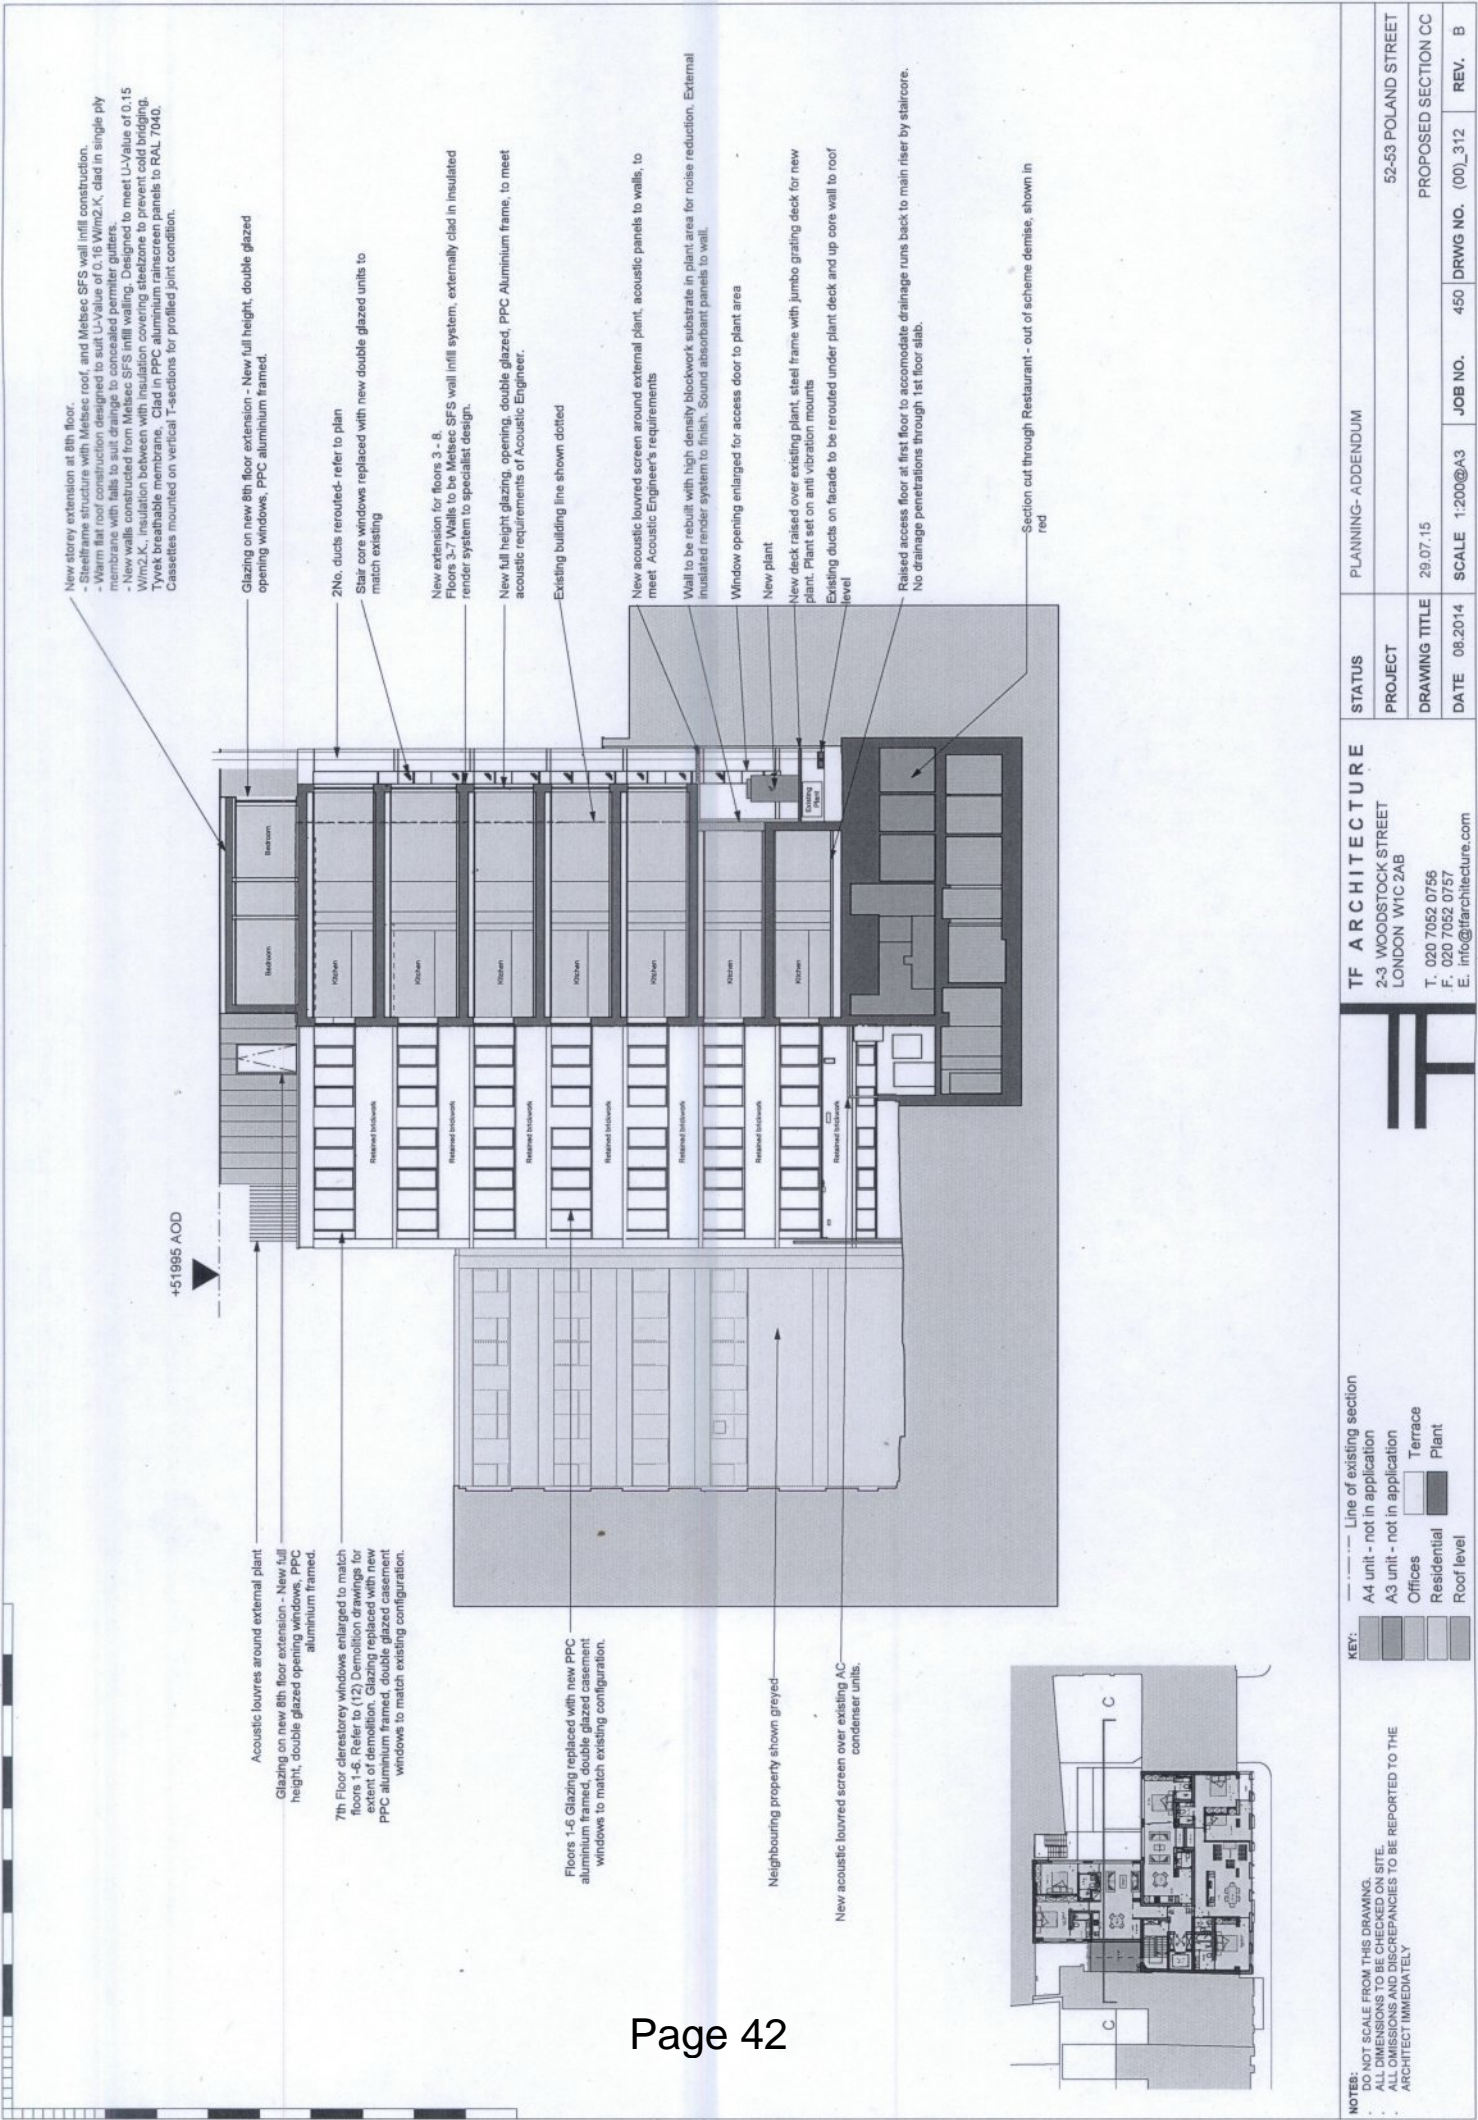 New storey extension at 8th floor.
- Steelframe structure with Metsec roof, and Metsec SFS wall infill construction.
- Warm flat roof construction designed to suit U-Value of 0.16 W/m2.K, clad in single ply
membrane with falls to suit drainge to concealed permiter gutters.
- New walls constructed from Metsec SFS infill walling. Designed to meet U-Value of 0.15
W/m2.K., insulation between with insulation covering steelzone to prevent cold bridging.
Tyvek breathable membrane, Clad in PPC aluminium rainscreen panels to RAL 7040.
Cassettes mounted on vertical T-sections for profiled joint condition.
Glazing on new 8th floor extension - New full height, double glazed
opening windows, PPC aluminium framed.
2No. ducts rerouted- refer to plan
Stair core windows replaced with new double glazed units to
match existing
New extension for floors 3 - 8.
Floors 3-7 Walls to be Metsec SFS wall infill system, externally clad in insulated
render system to specialist design.
New full height glazing, opening, double glazed, PPC Aluminium frame, to meet
acoustic requirements of Acoustic Engineer.
Existing building line shown dotted
New acoustic louvred screen around external plant, acoustic panels to walls, to
meet Acoustic Engineer's requirements
Wall to be rebuilt with high density blockwork substrate in plant area for noise reduction. External
inuslated render system to finish. Sound absorbant panels to wall.
Window opening enlarged for access door to plant area
New plant
New deck raised over existing plant, steel frame with jumbo grating deck for new
plant. Plant set on anti vibration mounts
Existing ducts on facade to be rerouted under plant deck and up core wall to roof
level
Raised access floor at first floor to accomodate drainage runs back to main riser by staircore.
No drainage penetrations through 1st floor slab.
Section cut through Restaurant - out of scheme demise, shown in
red
+51995 AOD
Bedroom
Bedroom
Kitchen
Kitchen
Kitchen
Kitchen
Kitchen
Kitchen
Kitchen
Existing
Plant
Retained brickwork
Retained brickwork
Retained brickwork
Retained brickwork
Retained brickwork
Retained brickwork
Retained brickwork
Acoustic louvres around external plant
Glazing on new 8th floor extension - New full
height, double glazed opening windows, PPC
aluminium framed.
7th Floor clerestorey windows enlarged to match
floors 1-6. Refer to (12) Demolition drawings for
extent of demolition. Glazing replaced with new
PPC aluminium framed, double glazed casement
windows to match existing configuration.
Floors 1-6 Glazing replaced with new PPC
aluminium framed, double glazed casement
windows to match existing configuration.
Neighbouring property shown greyed
New acoustic louvred screen over existing AC
condenser units.
C
C
NOTES:
DO NOT SCALE FROM THIS DRAWING.
ALL DIMENSIONS TO BE CHECKED ON SITE.
ALL OMISSIONS AND DISCREPANCIES TO BE REPORTED TO THE
ARCHITECT IMMEDIATELY
KEY:
Line of existing section
A4 unit - not in application
A3 unit - not in application
Offices
Terrace
Residential
Plant
Roof level
TF ARCHITECTURE
2-3 WOODSTOCK STREET
LONDON W1C 2AB
T. 020 7052 0756
F. 020 7052 0757
E. info@tfarchitecture.com
STATUS PLANNING- ADDENDUM
PROJECT 52-53 POLAND STREET
DRAWING TITLE 29.07.15 PROPOSED SECTION CC
DATE 08.2014 SCALE 1:200@A3 JOB NO. 450 DRWG NO. (00)_312 REV. B
Page 42